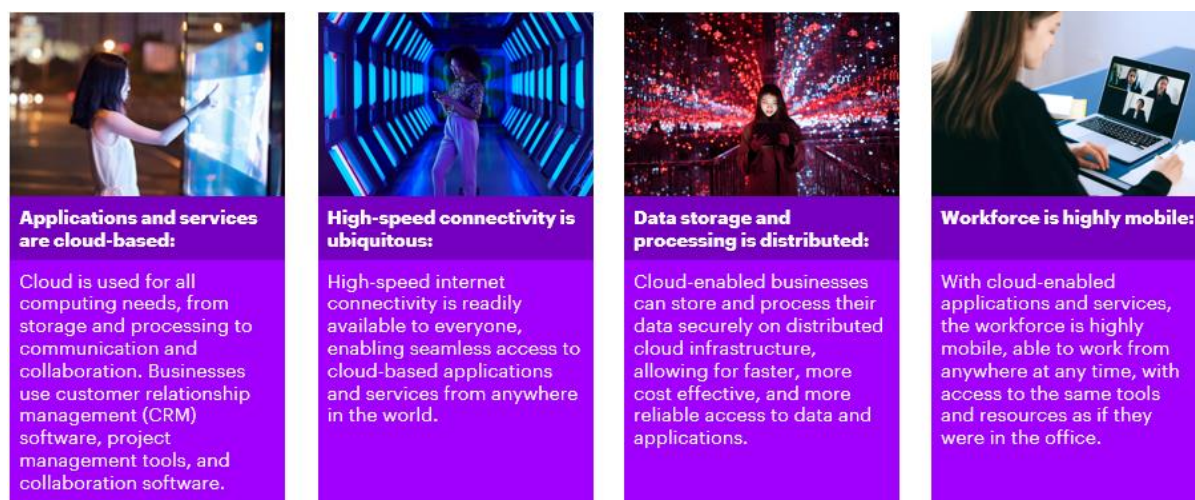 Applications and services
are cloud-based:
Cloud is used for all
computing needs, from
storage and processing to
communication and
collaboration. Businesses
use customer relationship
management (CRM)
software, project
management tools, and
collaboration software.
High-speed connectivity is
ubiquitous:
High-speed internet
connectivity is readily
available to everyone,
enabling seamless access to
cloud-based applications
and services from anywhere
in the world.
Data storage and
processing is distributed:
Cloud-enabled businesses
can store and process their
data securely on distributed
cloud infrastructure,
allowing for faster, more
cost effective, and more
reliable access to data and
applications.
Workforce is highly mobile:
With cloud-enabled
applications and services,
the workforce is highly
mobile, able to work from
anywhere at any time, with
access to the same tools
and resources as if they
were in the office.